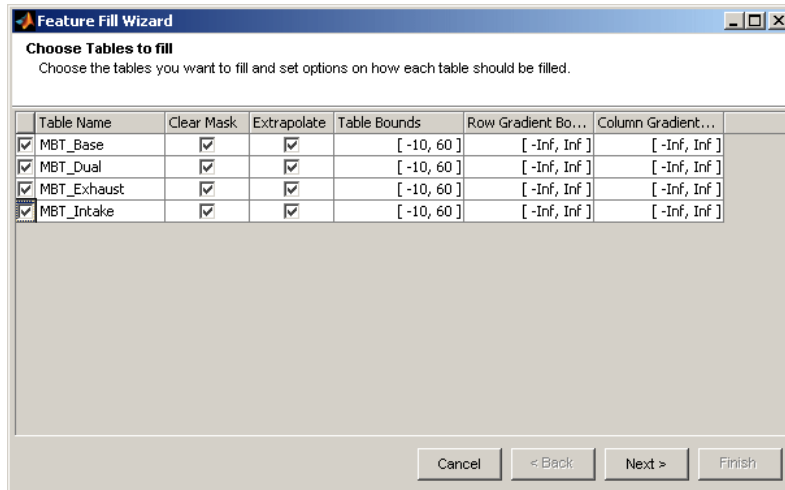 Feature Fill Wizard
Choose Tables to fill
Choose the tables you want to fill and set options on how each table should be filled.
Table Name Clear Mask Extrapolate Table Bounds Row Gradient Bo... Column Gradient...
MBT_Base [ -10, 60 ] [ -Inf, Inf ] [ -Inf, Inf ]
MBT_Dual [ -10, 60 ] [ -Inf, Inf ] [ -Inf, Inf ]
MBT_Exhaust [ -10, 60 ] [ -Inf, Inf ] [ -Inf, Inf ]
MBT_Intake [ -10, 60 ] [ -Inf, Inf ] [ -Inf, Inf ]
Cancel < Back Next > Finish